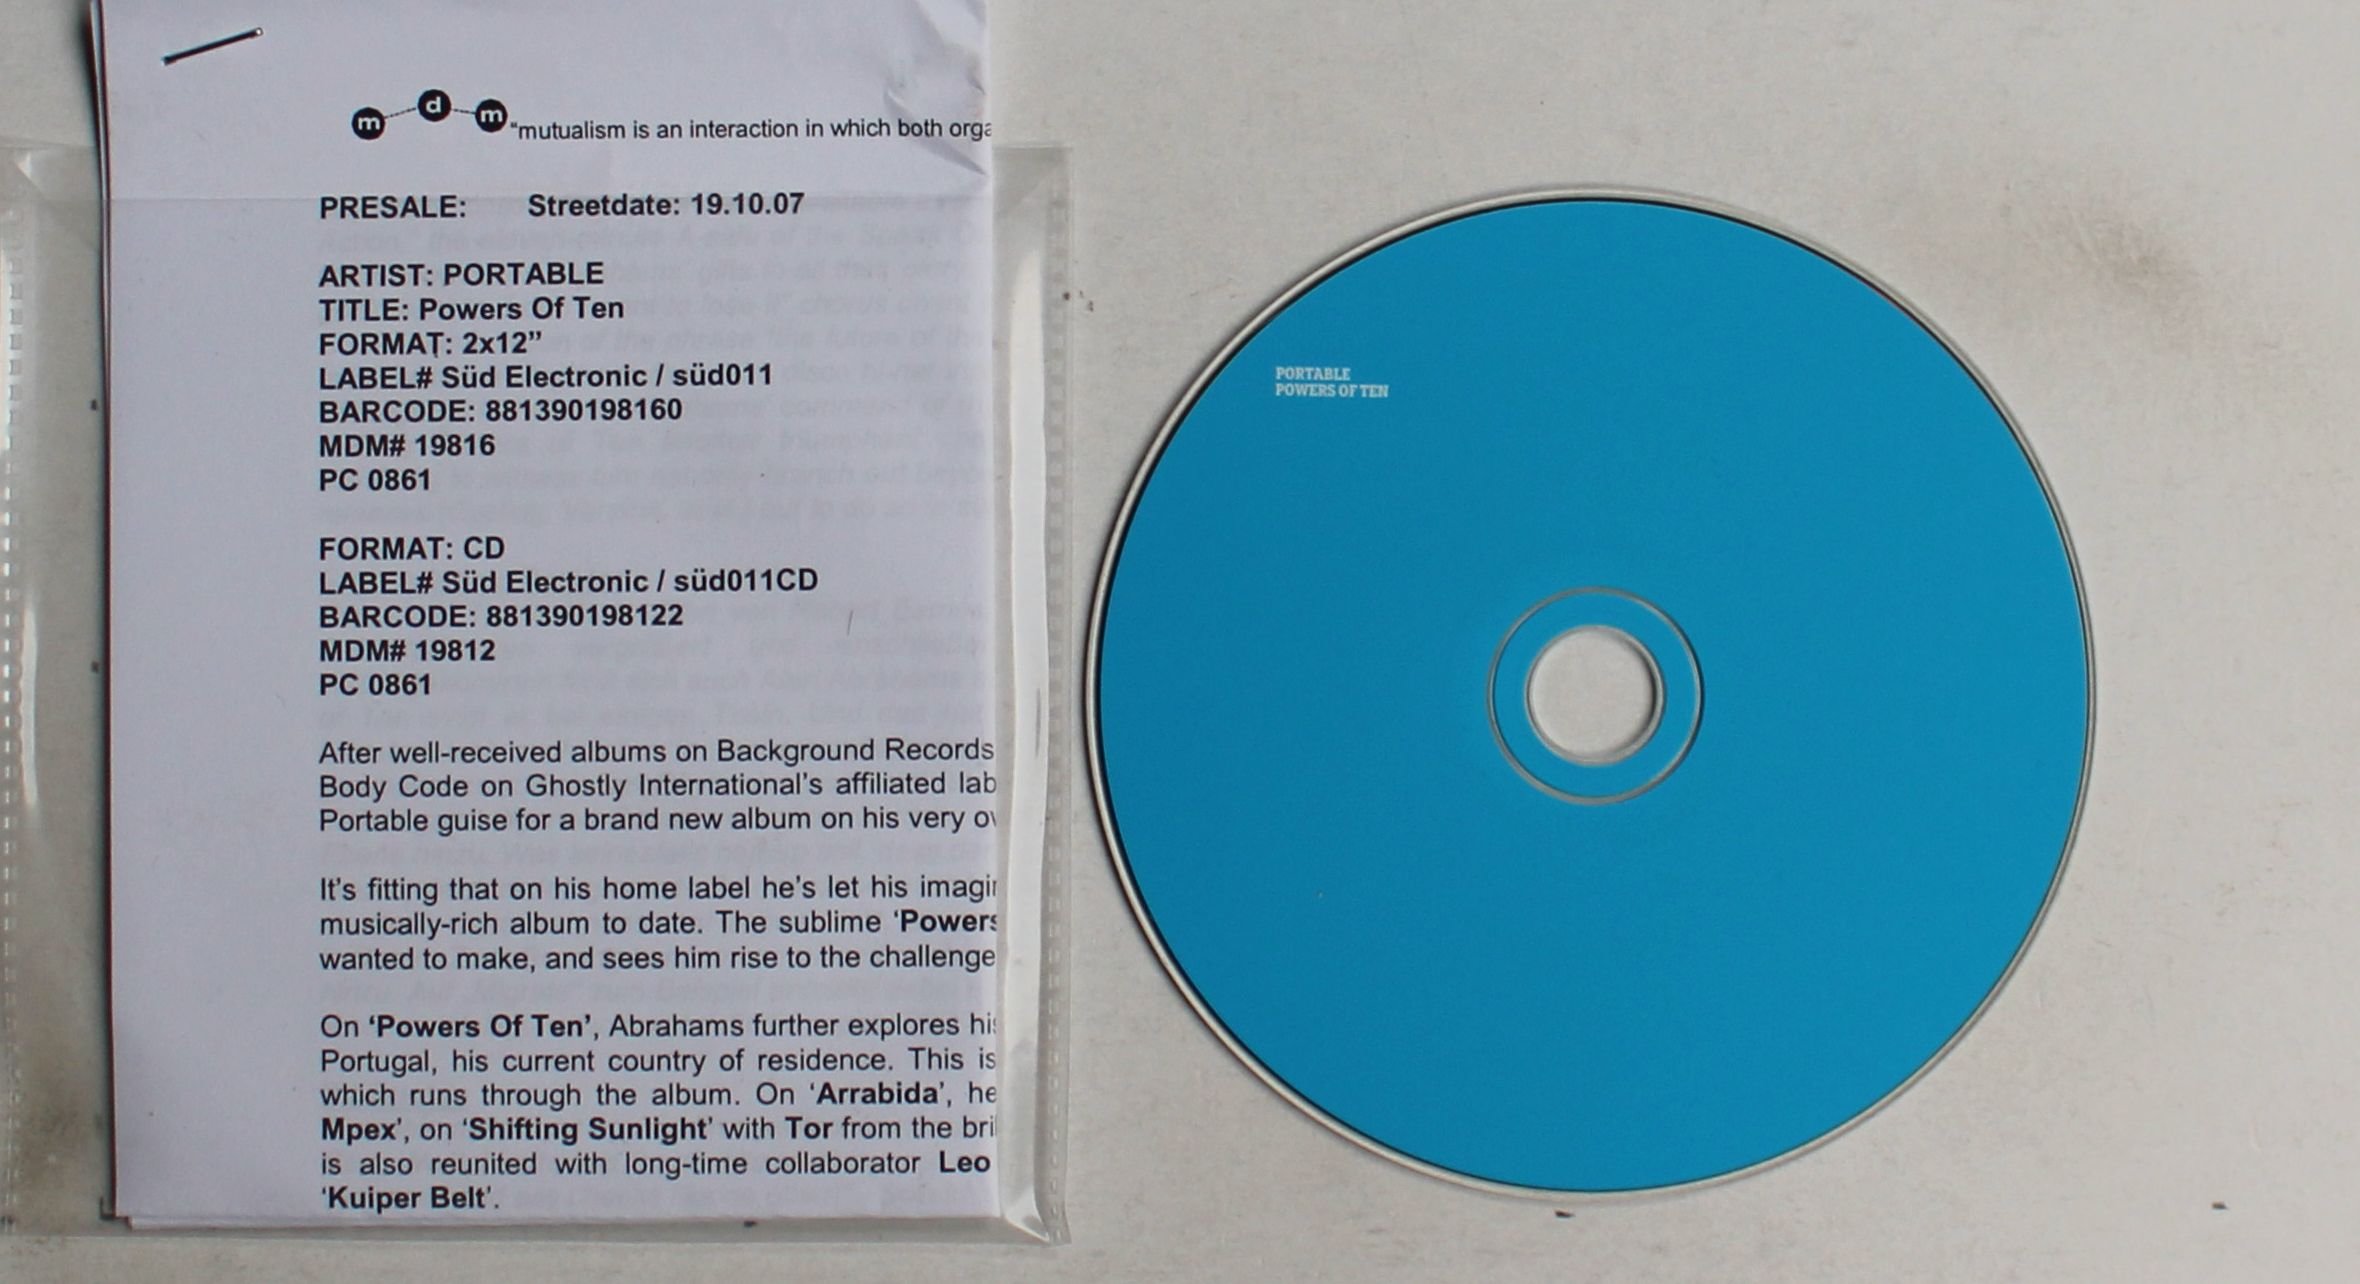 m d m "mutualism is an interaction in which both orga
PRESALE: Streetdate: 19.10.07
ARTIST: PORTABLE
TITLE: Powers Of Ten
FORMAT: 2x12”
LABEL# Süd Electronic / süd011
BARCODE: 881390198160
MDM# 19816
PC 0861
FORMAT: CD
LABEL# Süd Electronic / süd011CD
BARCODE: 881390198122
MDM# 19812
PC 0861
After well-received albums on Background Records
Body Code on Ghostly International’s affiliated lab
Portable guise for a brand new album on his very
It’s fitting that on his home label he’s let his imagi
musically-rich album to date. The sublime ‘Powers
wanted to make, and sees him rise to the challenge
On ‘Powers Of Ten’, Abrahams further explores his
Portugal, his current country of residence. This is
which runs through the album. On ‘Arrabida’, he
Mpex’, on ‘Shifting Sunlight’ with Tor from the bri
is also reunited with long-time collaborator Leo
‘Kuiper Belt’.
PORTABLE
POWERS OF TEN